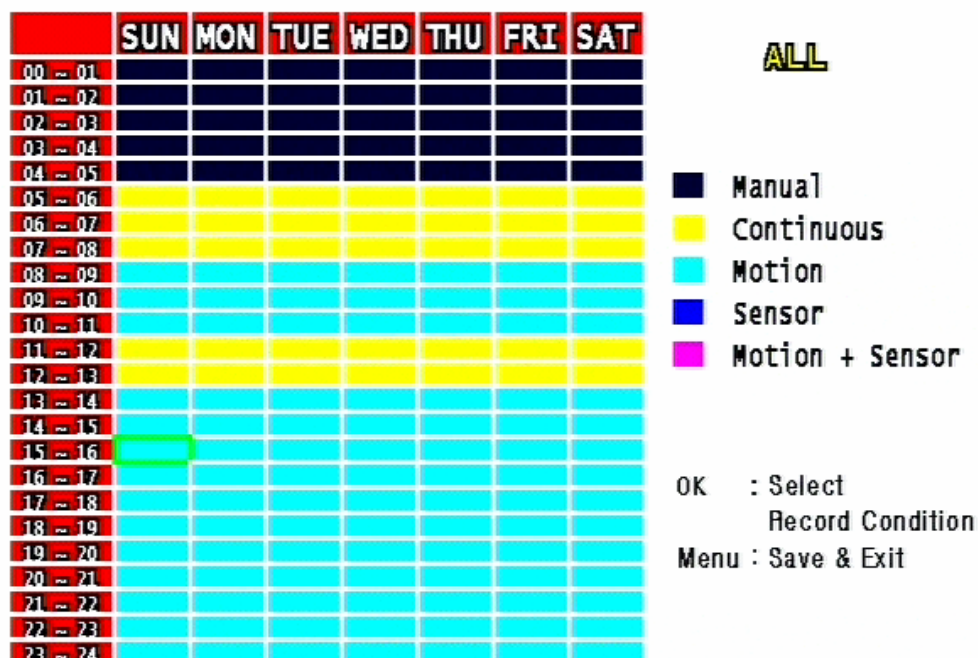 SUN MON TUE WED THU FRI SAT
ALL
00 ~ 01
01 ~ 02
02 ~ 03
03 ~ 04
04 ~ 05
05 ~ 06
06 ~ 07
07 ~ 08
08 ~ 09
09 ~ 10
10 ~ 11
11 ~ 12
12 ~ 13
13 ~ 14
14 ~ 15
15 ~ 16
16 ~ 17
17 ~ 18
18 ~ 19
19 ~ 20
20 ~ 21
21 ~ 22
22 ~ 23
23 ~ 24
Manual
Continuous
Motion
Sensor
Motion + Sensor
OK : Select
Record Condition
Menu : Save & Exit